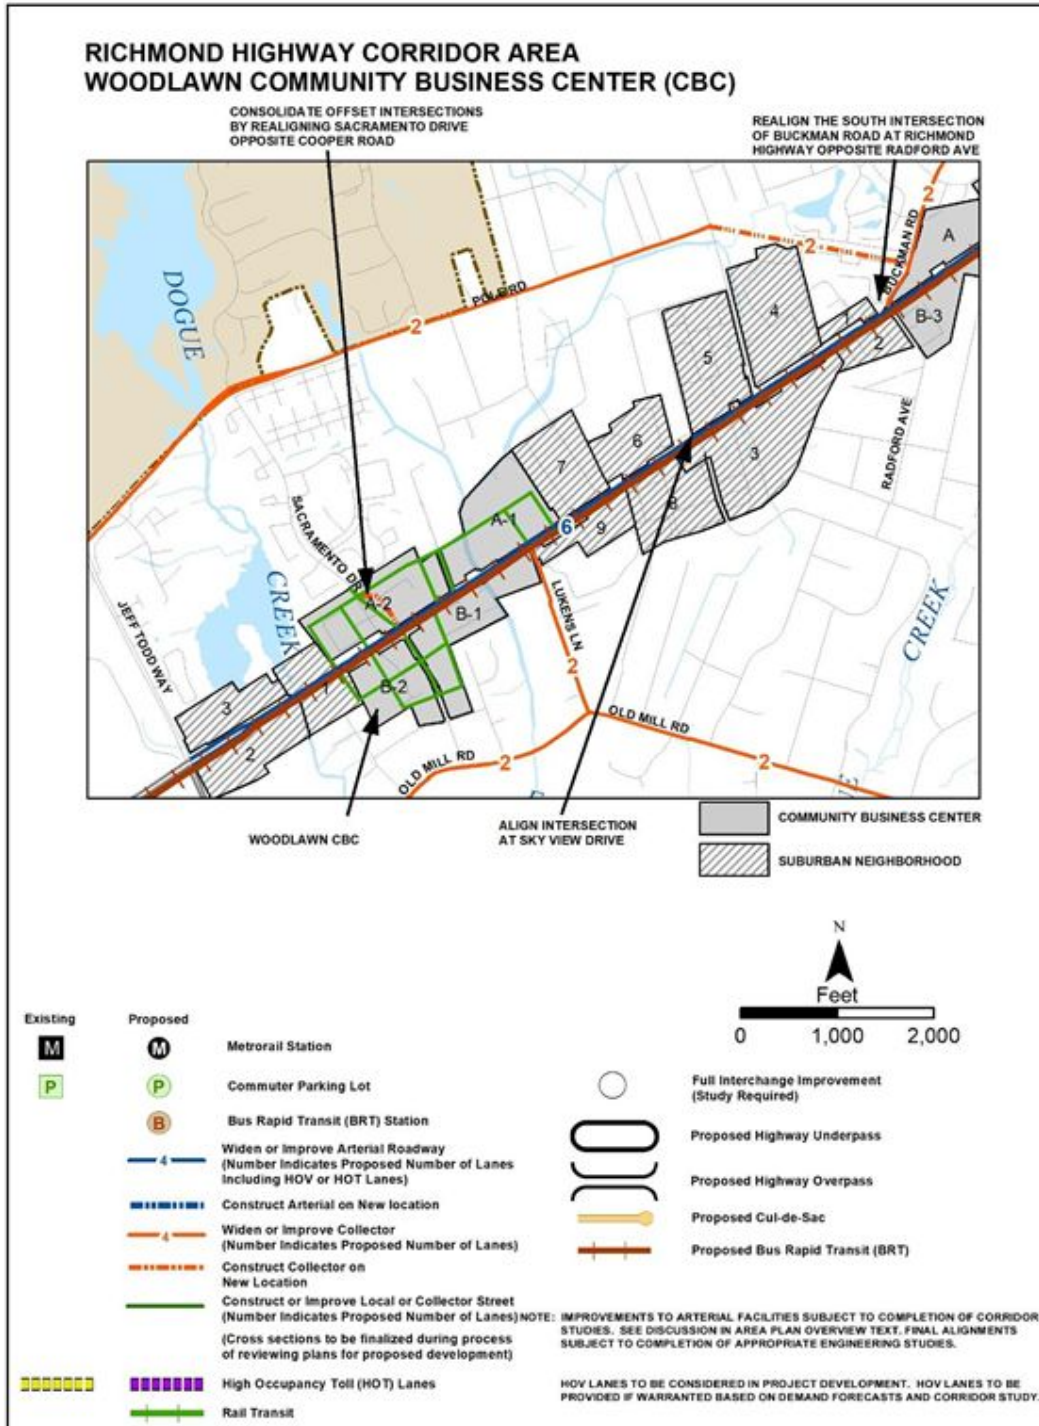 RICHMOND HIGHWAY CORRIDOR AREA
WOODLAWN COMMUNITY BUSINESS CENTER (CBC)
CONSOLIDATE OFFSET INTERSECTIONS
BY REALIGNING SACRAMENTO DRIVE
OPPOSITE COOPER ROAD
REALIGN THE SOUTH INTERSECTION
OF BUCKMAN ROAD AT RICHMOND
HIGHWAY OPPOSITE RADFORD AVE
2
BUCKMAN RD
A
2
DOGUE
POLE RD
2
4
B-3
1
2
5
RADFORD AVE
6
3
7
8
A-1
6
9
SACRAMENTO DR
A-2
CREEK
B-1
LUKENS LN
CREEK
JEFF TODD WAY
B-2
1
3
2
2
OLD MILL RD
OLD MILL RD
2
2
WOODLAWN CBC
ALIGN INTERSECTION
AT SKY VIEW DRIVE
COMMUNITY BUSINESS CENTER
SUBURBAN NEIGHBORHOOD
N
Feet
0 1,000 2,000
Existing Proposed
M M Metrorail Station
P P Commuter Parking Lot
B Bus Rapid Transit (BRT) Station
4 Widen or Improve Arterial Roadway
(Number Indicates Proposed Number of Lanes
Including HOV or HOT Lanes)
Construct Arterial on New location
4 Widen or Improve Collector
(Number Indicates Proposed Number of Lanes)
Construct Collector on
New Location
Construct or Improve Local or Collector Street
(Number Indicates Proposed Number of Lanes)
(Cross sections to be finalized during process
of reviewing plans for proposed development)
High Occupancy Toll (HOT) Lanes
Rail Transit
Full Interchange Improvement
(Study Required)
Proposed Highway Underpass
Proposed Highway Overpass
Proposed Cul-de-Sac
Proposed Bus Rapid Transit (BRT)
NOTE: IMPROVEMENTS TO ARTERIAL FACILITIES SUBJECT TO COMPLETION OF CORRIDOR
STUDIES. SEE DISCUSSION IN AREA PLAN OVERVIEW TEXT. FINAL ALIGNMENTS
SUBJECT TO COMPLETION OF APPROPRIATE ENGINEERING STUDIES.
HOV LANES TO BE CONSIDERED IN PROJECT DEVELOPMENT. HOV LANES TO BE
PROVIDED IF WARRANTED BASED ON DEMAND FORECASTS AND CORRIDOR STUDY.